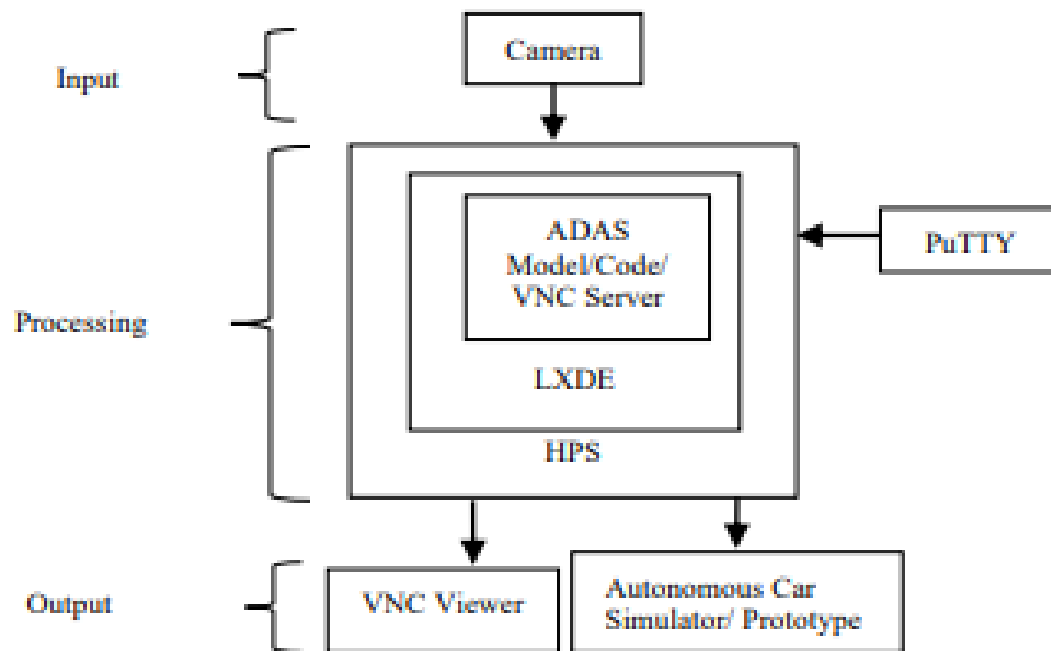 Camera
Input
ADAS
Model/Code/
VNC Server
PuTTY
Processing
LXDE
HPS
Output
VNC Viewer
Autonomous Car
Simulator/ Prototype